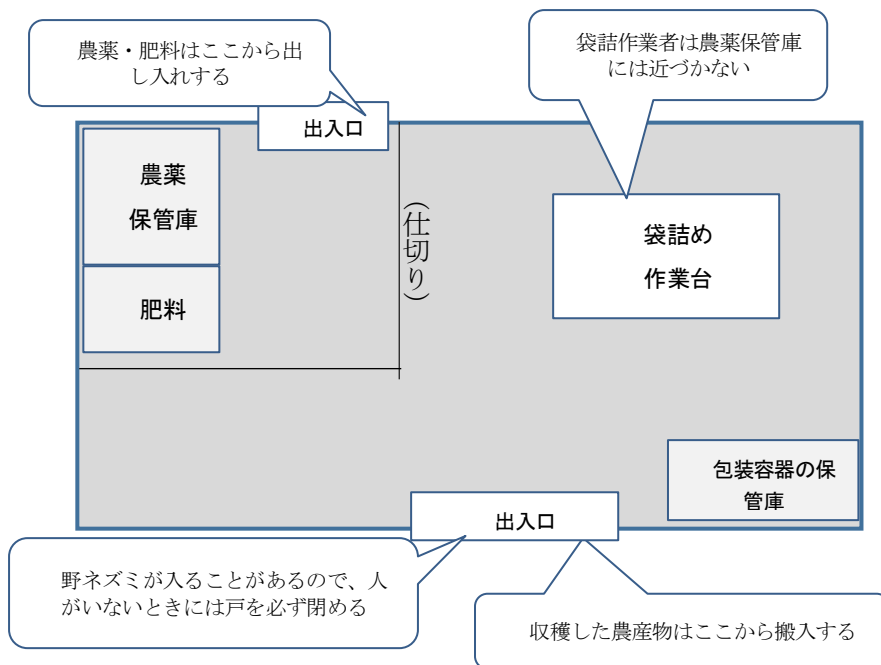 農薬・肥料はここから出
し入れする
袋詰作業者は農薬保管庫
には近づかない
出入口
農薬
保管庫
(仕切り)
袋詰め
作業台
肥料
包装容器の保
管庫
出入口
野ネズミが入ることがあるので、人
がいないときには戸を必ず閉める
収穫した農産物はここから搬入する